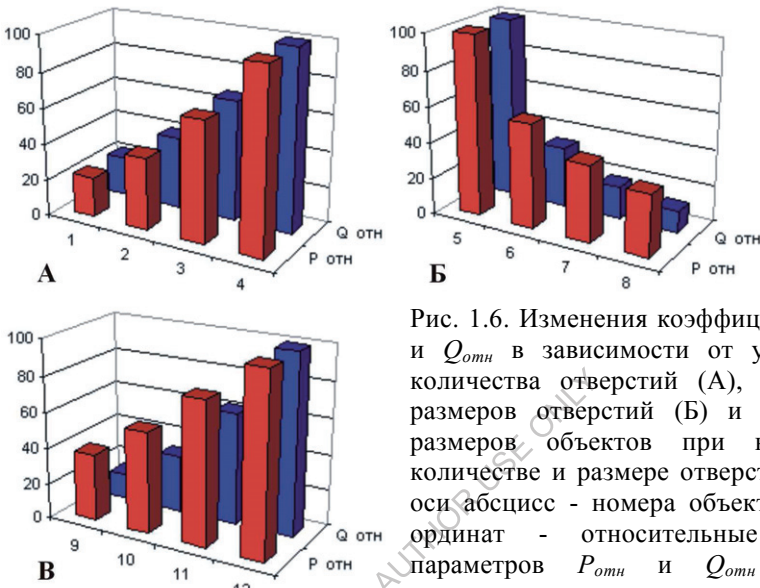 100
80
60
40
20
0
1
2
3
4
Q отн
P отн
А
100
80
60
40
20
0
5
6
7
8
Q отн
P отн
Б
100
80
60
40
20
0
9
10
11
Q отн
P отн
В
Рис. 1.6. Изменения
и Qотн в зависимости от
количества отверстий (А),
размеров отверстий (Б) и
размеров объектов при
количестве и размере
оси абсцисс - номера
ординат - относительные
параметров Pотн и Qотн
AUTHOR USE ONLY